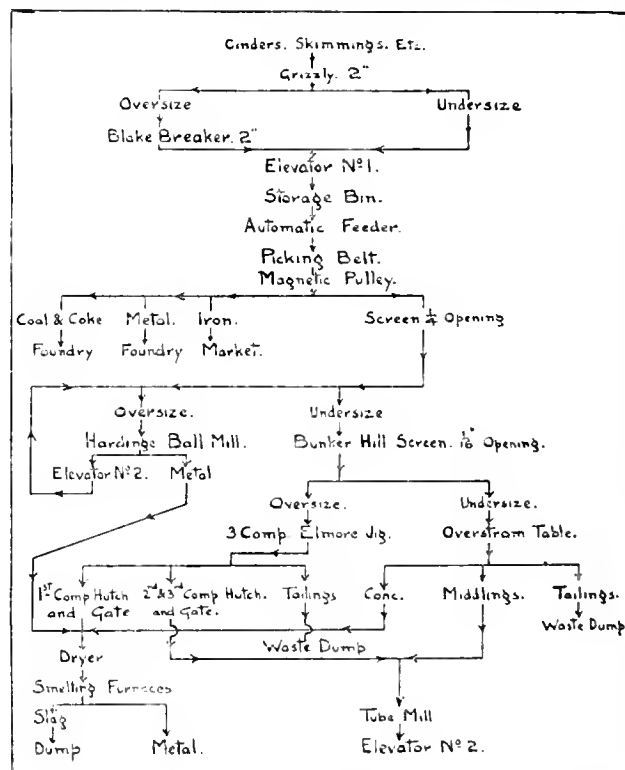 Cinders. Skimmings. Etc.
Grizzly. 2"
Oversize Undersize
Blake Breaker. 2"
Elevator Nº1.
Storage Bin.
Automatic Feeder.
Picking Belt.
Magnetic Pulley.
Coal & Coke Metal. Iron. Screen 1/4 Opening
Foundry Foundry Market.
Oversize. Undersize
Hardinge Ball Mill. Bunker Hill Screen. 1/16" Opening.
Elevator Nº2. Metal
Oversize. Undersize.
3 Comp. Elmore Jig. Overstrom Table.
1ST Comp Hutch 2nd & 3rd Comp Hutch. Tailings Conc. Middlings. Tailings.
and Gate and Gate. Waste Dump
Waste Dump
Dryer
Smelting Furnaces
Slag Tube Mill
Dump Metal. Elevator Nº2.